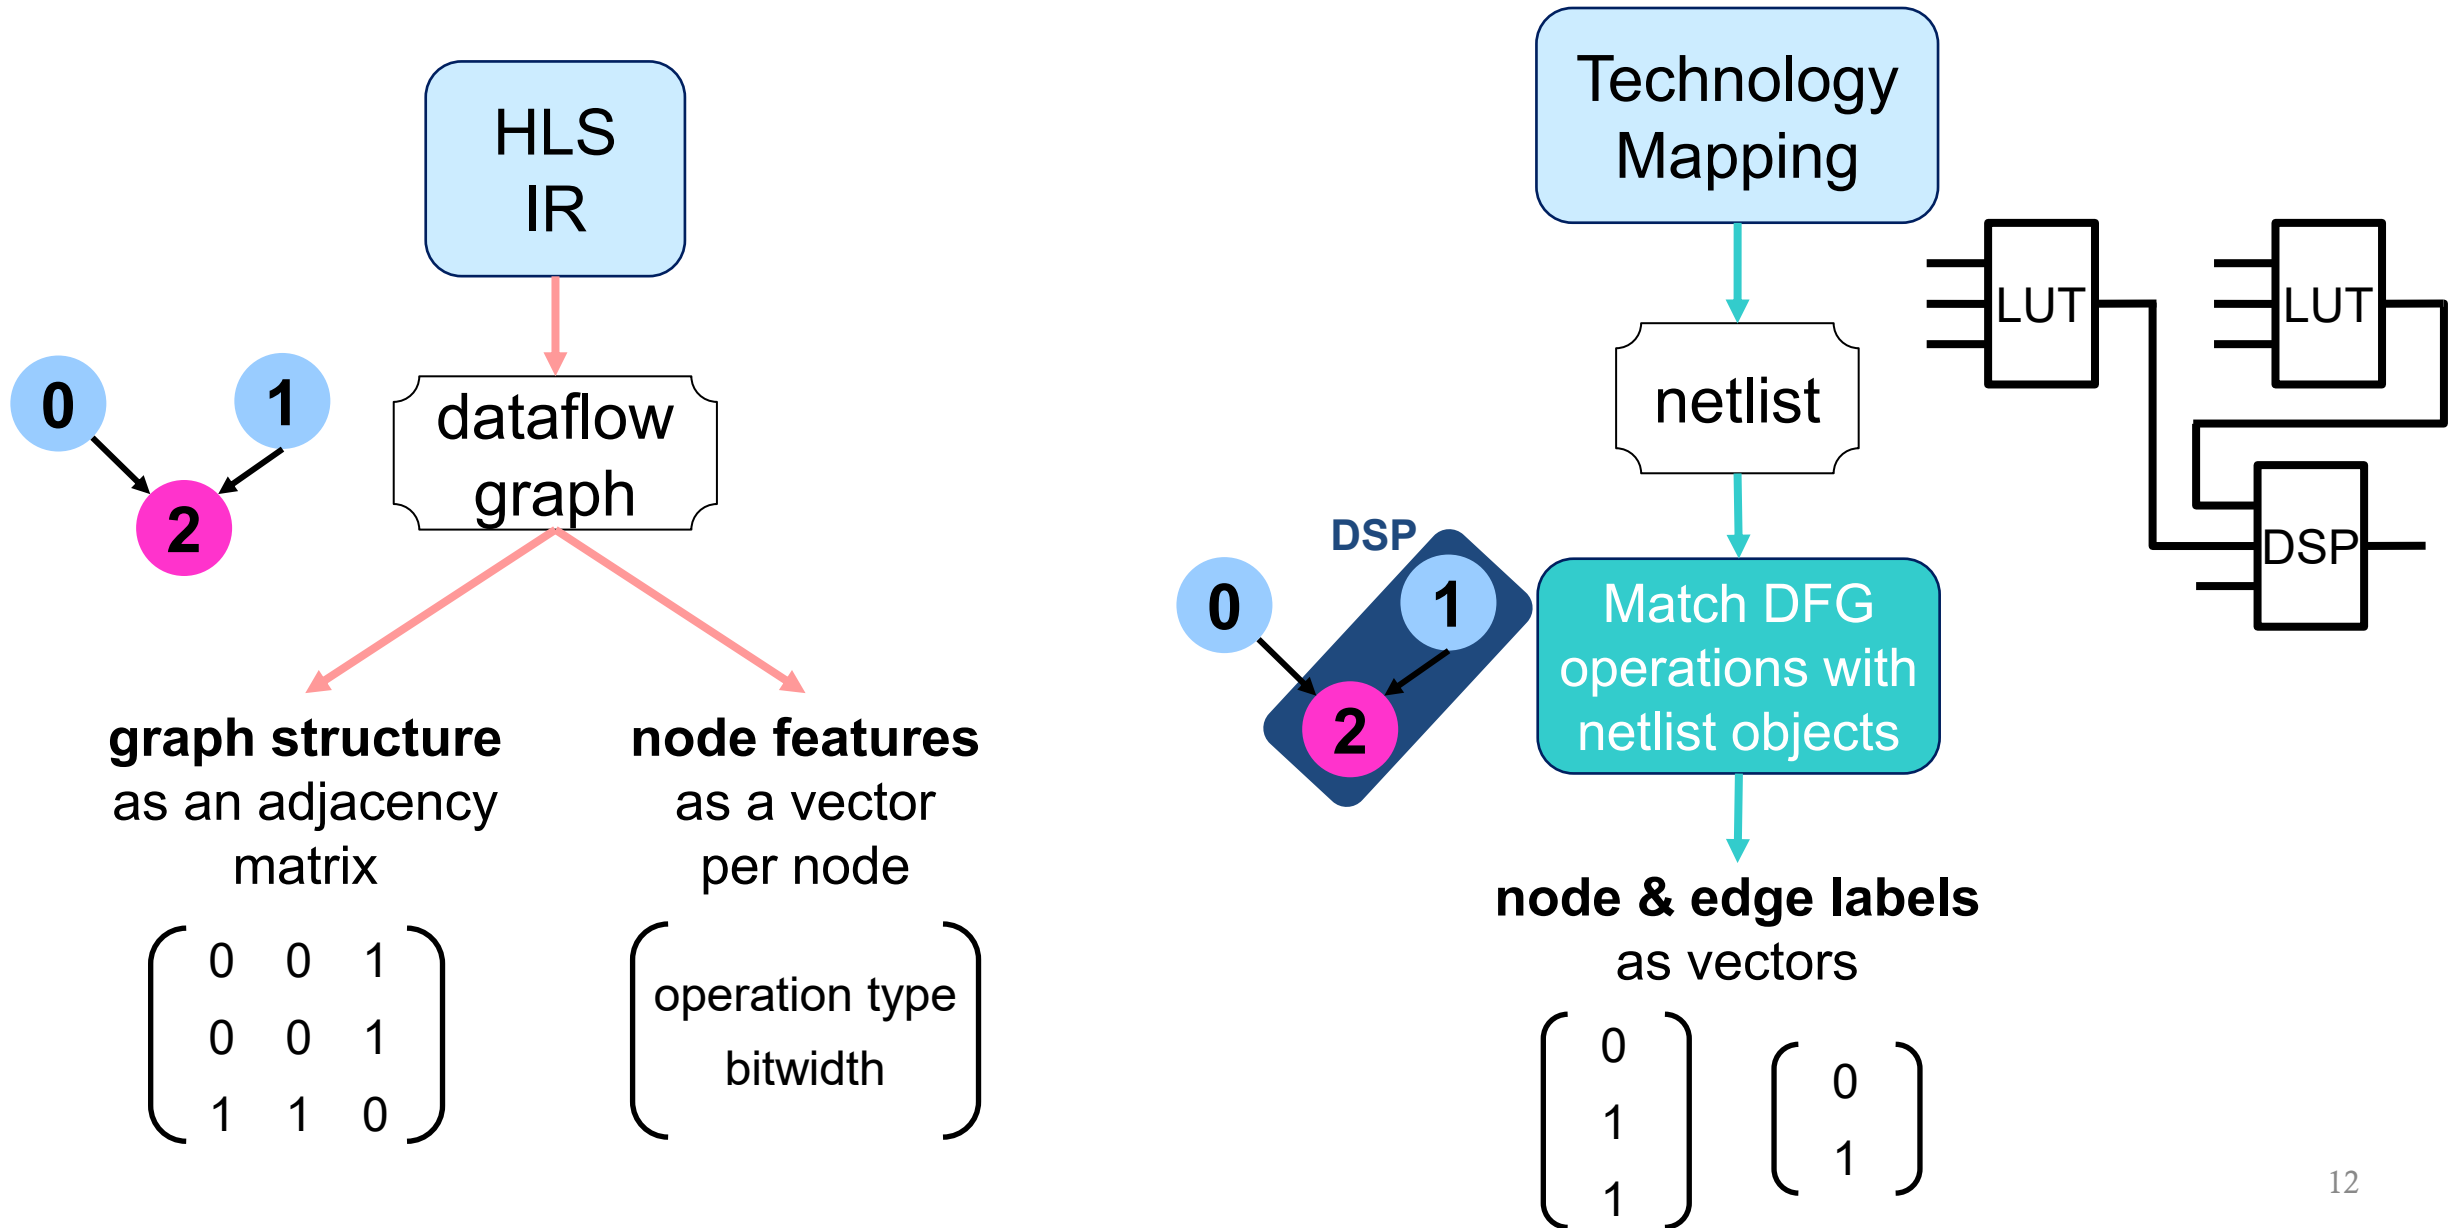 HLS
IR
0
1
2
dataflow
graph
graph structure
as an adjacency
matrix
0 0 1
0 0 1
1 1 0
node features
as a vector
per node
operation type
bitwidth
Technology
Mapping
netlist
LUT
LUT
DSP
DSP
0
1
2
Match DFG
operations with
netlist objects
node & edge labels
as vectors
0
1
1
0
1
12